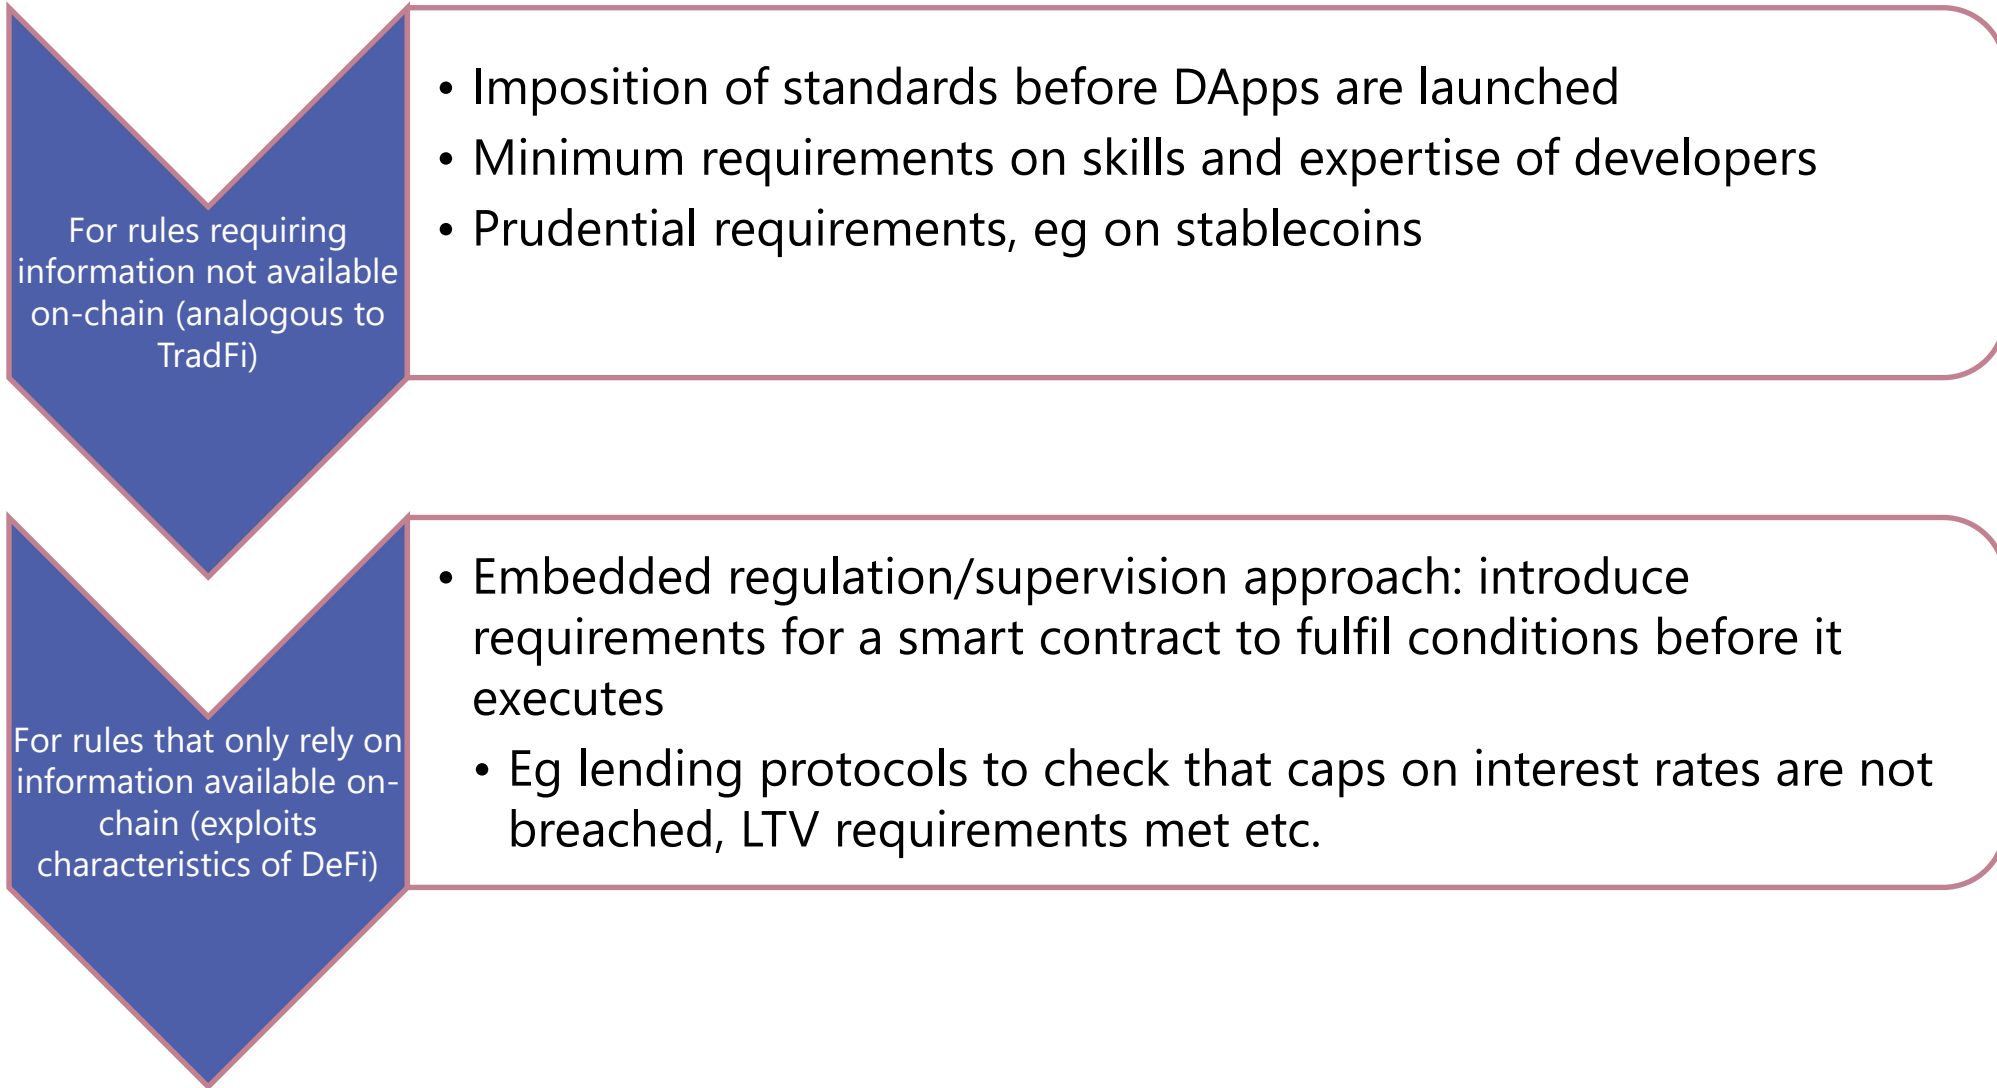 For rules requiring
information not available
on-chain (analogous to
TradFi)
• Imposition of standards before DApps are launched
• Minimum requirements on skills and expertise of developers
• Prudential requirements, eg on stablecoins
For rules that only rely on
information available on-
chain (exploits
characteristics of DeFi)
• Embedded regulation/supervision approach: introduce
requirements for a smart contract to fulfil conditions before it
executes
• Eg lending protocols to check that caps on interest rates are not
breached, LTV requirements met etc.